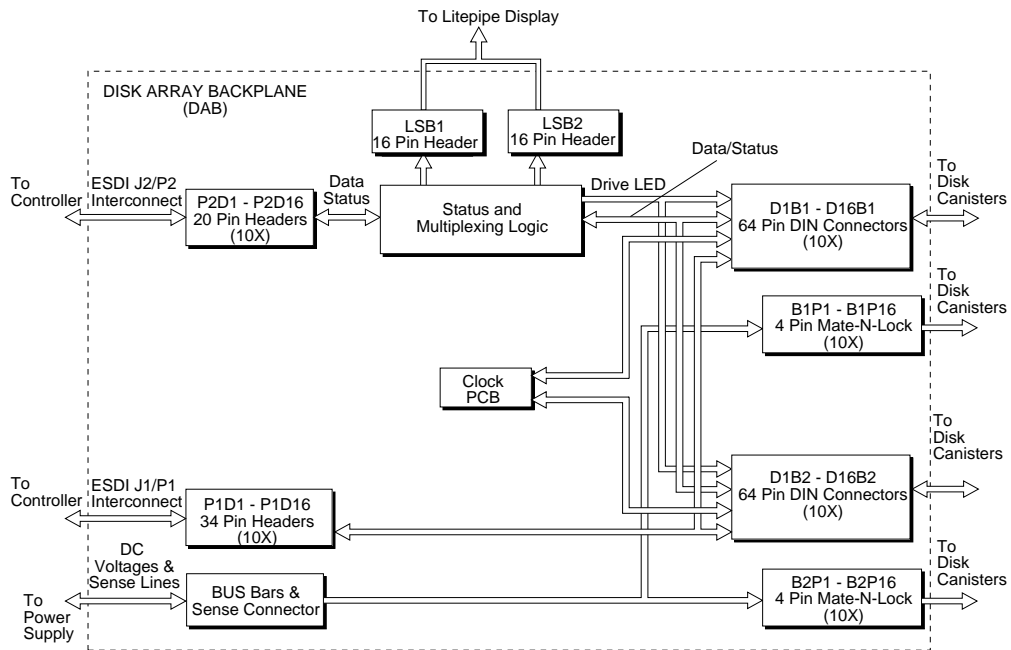 To Litepipe Display
DISK ARRAY BACKPLANE
(DAB)
LSB1
16 Pin Header
LSB2
16 Pin Header
Data/Status
To
Controller
ESDI J2/P2
Interconnect
P2D1 - P2D16
20 Pin Headers
(10X)
Data
Status
Status and
Multiplexing Logic
Drive LED
D1B1 - D16B1
64 Pin DIN Connectors
(10X)
To
Disk
Canisters
B1P1 - B1P16
4 Pin Mate-N-Lock
(10X)
To
Disk
Canisters
Clock
PCB
To
Controller
ESDI J1/P1
Interconnect
P1D1 - P1D16
34 Pin Headers
(10X)
D1B2 - D16B2
64 Pin DIN Connectors
(10X)
To
Disk
Canisters
DC
Voltages &
Sense Lines
To
Power
Supply
BUS Bars &
Sense Connector
B2P1 - B2P16
4 Pin Mate-N-Lock
(10X)
To
Disk
Canisters